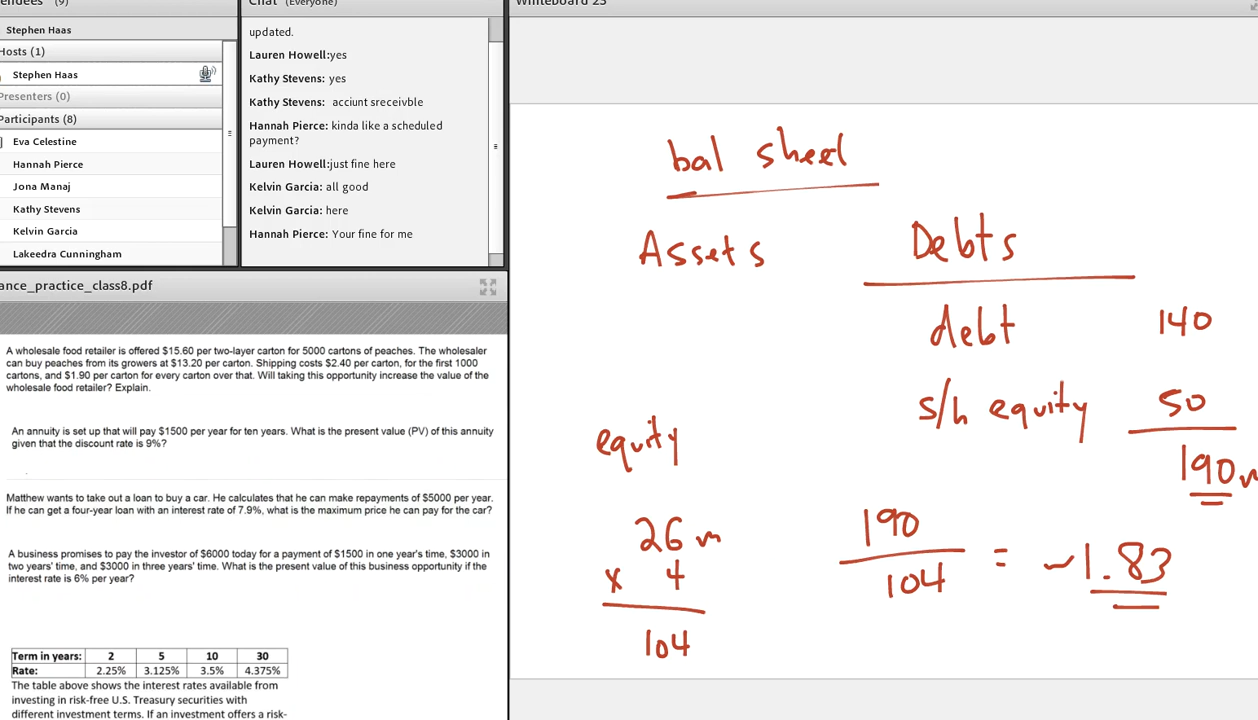 endees (9)
Stephen Haas
Hosts (1)
Stephen Haas
Presenters (0)
Participants (8)
Eva Celestine
Hannah Pierce
Jona Manaj
Kathy Stevens
Kelvin Garcia
Lakeedra Cunningham
Chat (Everyone)
updated.
Lauren Howell:yes
Kathy Stevens: yes
Kathy Stevens: acciunt sreceivble
Hannah Pierce: kinda like a scheduled
payment?
Lauren Howell:just fine here
Kelvin Garcia: all good
Kelvin Garcia: here
Hannah Pierce: Your fine for me
ance_practice_class8.pdf
A wholesale food retailer is offered $15.60 per two-layer carton for 5000 cartons of peaches. The wholesaler
can buy peaches from its growers at $13.20 per carton. Shipping costs $2.40 per carton, for the first 1000
cartons, and $1.90 per carton for every carton over that. Will taking this opportunity increase the value of the
wholesale food retailer? Explain.
An annuity is set up that will pay $1500 per year for ten years. What is the present value (PV) of this annuity
given that the discount rate is 9%?
Matthew wants to take out a loan to buy a car. He calculates that he can make repayments of $5000 per year.
If he can get a four-year loan with an interest rate of 7.9%, what is the maximum price he can pay for the car?
A business promises to pay the investor of $6000 today for a payment of $1500 in one year's time, $3000 in
two years' time, and $3000 in three years' time. What is the present value of this business opportunity if the
interest rate is 6% per year?
Term in years: 2 5 10 30
Rate: 2.25% 3.125% 3.5% 4.375%
The table above shows the interest rates available from
investing in risk-free U.S. Treasury securities with
different investment terms. If an investment offers a risk-
Whiteboard 23
bal sheet
Assets Debts
debt 140
s/h equity 50
190m
equity
26 m
x 4
104
190
104
= ~1.83